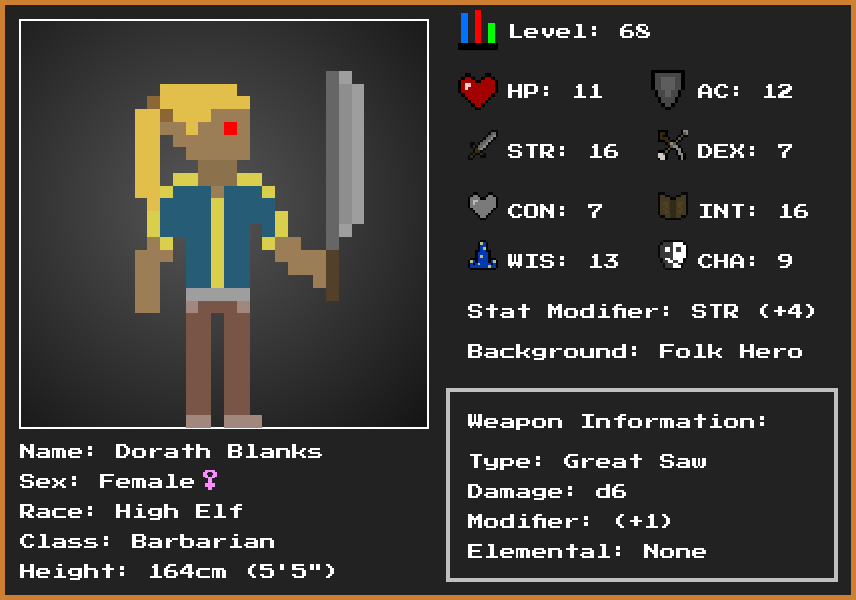 Level: 68
HP: 11
AC: 12
STR: 16
DEX: 7
CON: 7
INT: 16
WIS: 13
CHA: 9
Stat Modifier: STR (+4)
Background: Folk Hero
Weapon Information:
Type: Great Saw
Damage: d6
Modifier: (+1)
Elemental: None
Name: Dorath Blanks
Sex: Female♀
Race: High Elf
Class: Barbarian
Height: 164cm (5'5")